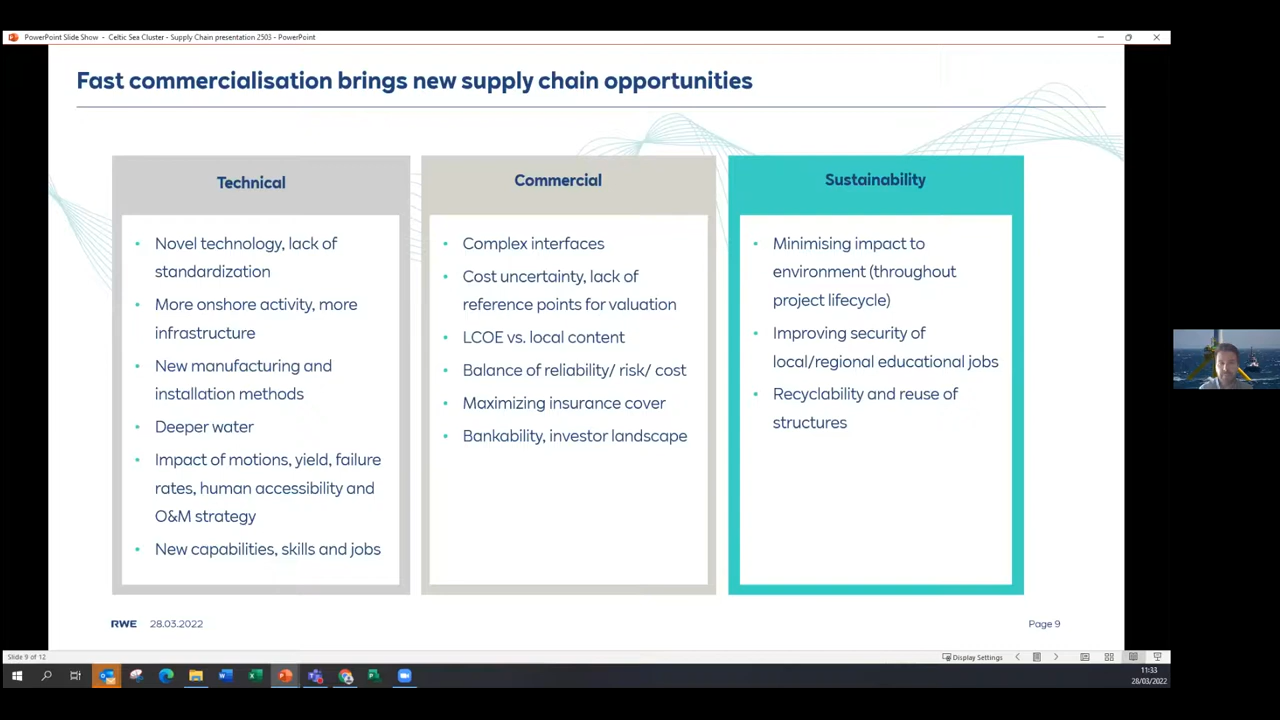 PowerPoint Slide Show - Celtic Sea Cluster - Supply Chain presentation 2503 - PowerPoint
Fast commercialisation brings new supply chain opportunities
Technical
• Novel technology, lack of
standardization
• More onshore activity, more
infrastructure
• New manufacturing and
installation methods
• Deeper water
• Impact of motions, yield, failure
rates, human accessibility and
O&M strategy
• New capabilities, skills and jobs
Commercial
• Complex interfaces
• Cost uncertainty, lack of
reference points for valuation
• LCOE vs. local content
• Balance of reliability/ risk/ cost
• Maximizing insurance cover
• Bankability, investor landscape
Sustainability
• Minimising impact to
environment (throughout
project lifecycle)
• Improving security of
local/regional educational jobs
• Recyclability and reuse of
structures
RWE 28.03.2022
Page 9
Slide 9 of 12
Display Settings
11:33
28/03/2022